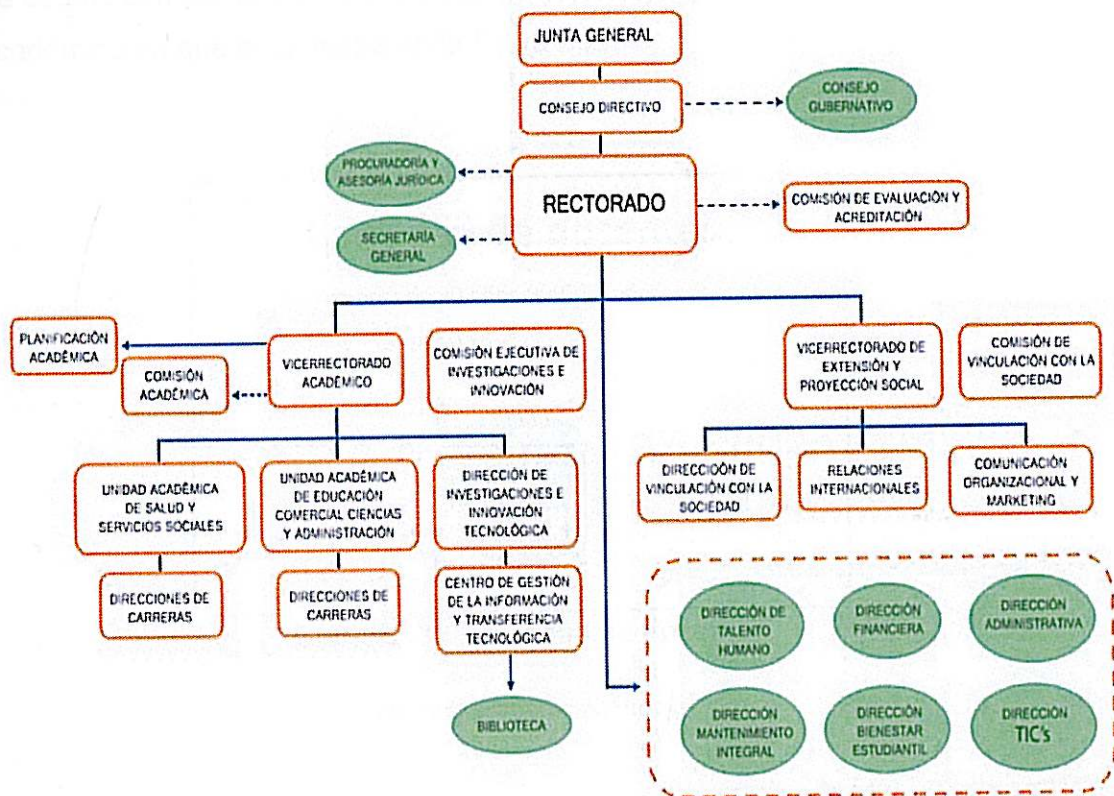 JUNTA GENERAL
CONSEJO DIRECTIVO
CONSEJO
GUBERNATIVO
PROCURADORÍA Y
ASESORÍA JURÍDICA
RECTORADO
COMISIÓN DE EVALUACIÓN Y
ACREDITACIÓN
SECRETARÍA
GENERAL
PLANIFICACIÓN
ACADÉMICA
COMISIÓN
ACADÉMICA
VICERRECTORADO
ACADÉMICO
COMISIÓN EJECUTIVA DE
INVESTIGACIONES E
INNOVACIÓN
VICERRECTORADO DE
EXTENSIÓN Y
PROYECCIÓN SOCIAL
COMISIÓN DE
VINCULACIÓN CON LA
SOCIEDAD
UNIDAD ACADÉMICA
DE SALUD Y
SERVICIOS SOCIALES
UNIDAD ACADÉMICA
DE EDUCACIÓN
COMERCIAL CIENCIAS
Y ADMINISTRACIÓN
DIRECCIÓN DE
INVESTIGACIONES E
INNOVACIÓN
TECNOLÓGICA
DIRECCIOÓN DE
VINCULACIÓN CON LA
SOCIEDAD
RELACIONES
INTERNACIONALES
COMUNICACIÓN
ORGANIZACIONAL Y
MARKETING
DIRECCIONES DE
CARRERAS
DIRECCIONES DE
CARRERAS
CENTRO DE GESTIÓN
DE LA INFORMACIÓN
Y TRANSFERENCIA
TECNOLÓGICA
BIBLIOTECA
DIRECCIÓN DE
TALENTO
HUMANO
DIRECCIÓN
FINANCIERA
DIRECCIÓN
ADMINISTRATIVA
DIRECCIÓN
MANTENIMIENTO
INTEGRAL
DIRECCIÓN
BIENESTAR
ESTUDIANTIL
DIRECCIÓN
TIC's